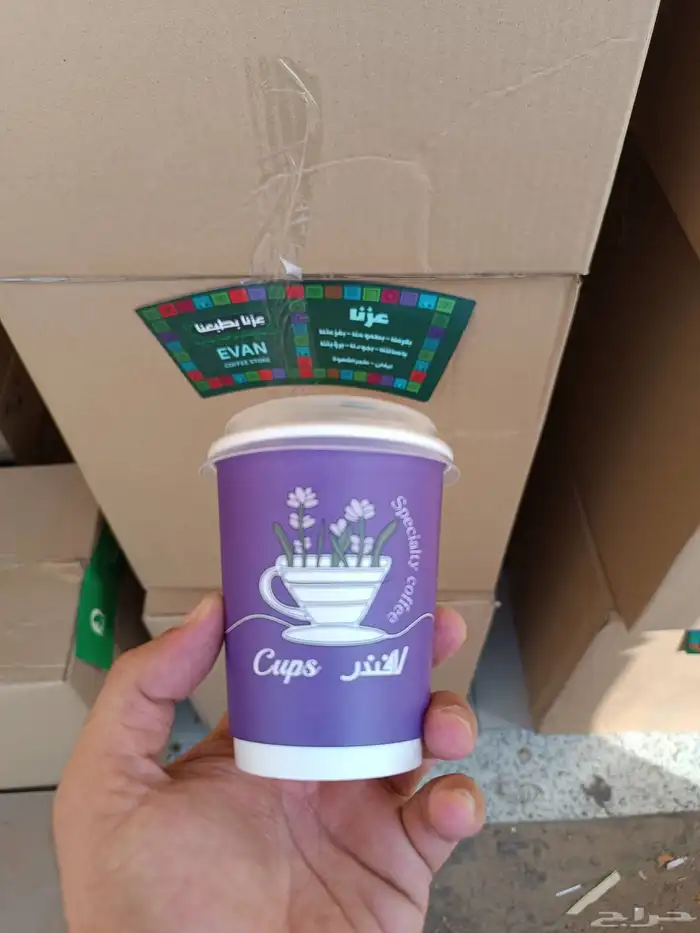 عزنا بطبعنا
EVAN
COFFEE STORE
عزنا
Specialty coffee
Cups لافندر
حراج